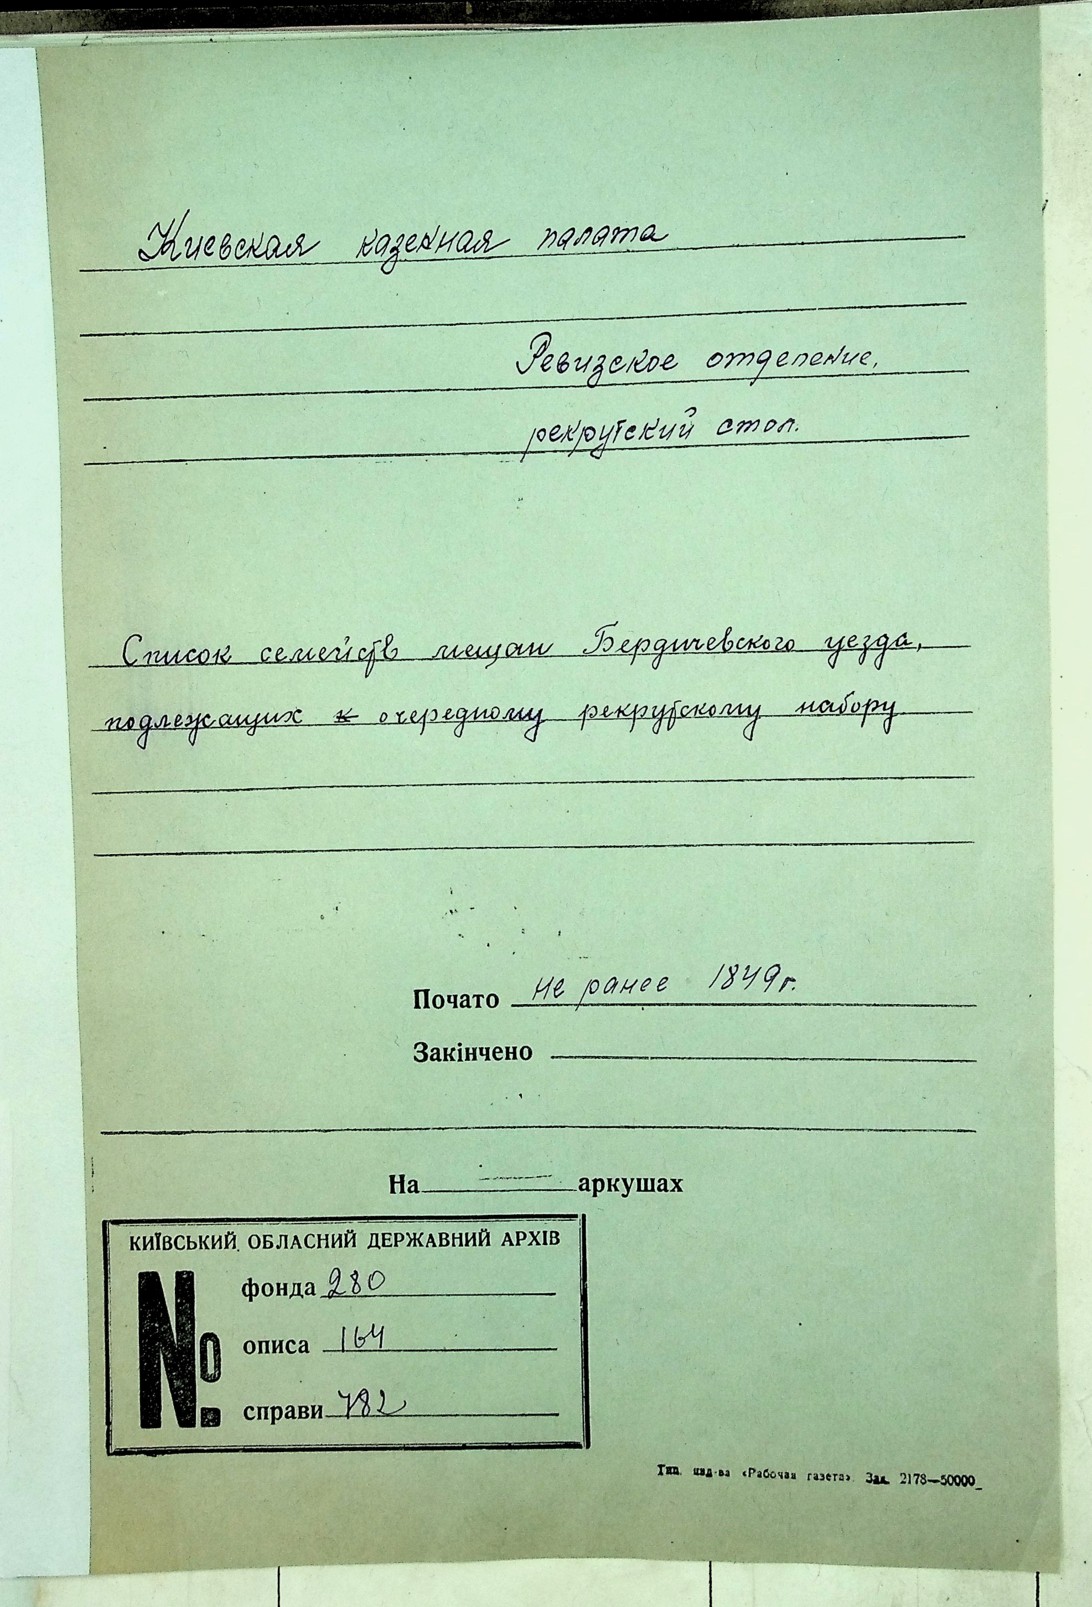 Киевская казенная палата
Ревизское отделение,
рекрутский стол.
Список семейств мещан Бердичевского уезда,
подлежащих к очередному рекрутскому набору
Почато не ранее 1849г.
Закінчено
На аркушах
КИЇВСЬКИЙ ОБЛАСНИЙ ДЕРЖАВНИЙ АРХІВ
№
фонда 280
описа 164
справи 782
Тип. изд-ва «Рабочая газета». Зак. 2178—50000